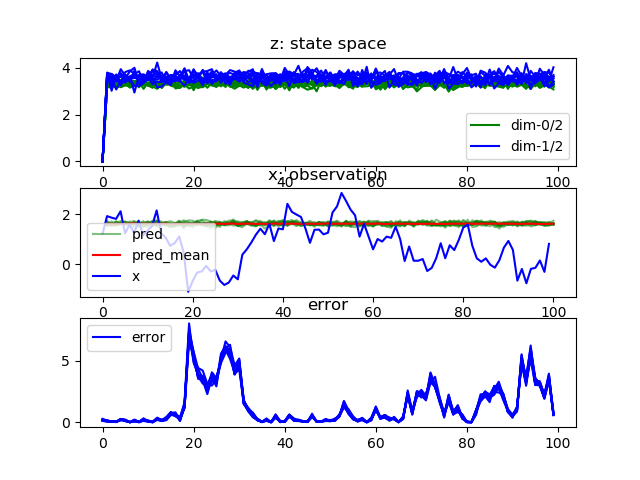 z: state space
4
2
0
dim-0/2
dim-1/2
0 20 40 60 80 100
x: observation
2
0
pred
pred_mean
x
0 20 40 60 80 100
error
5
0
error
0 20 40 60 80 100